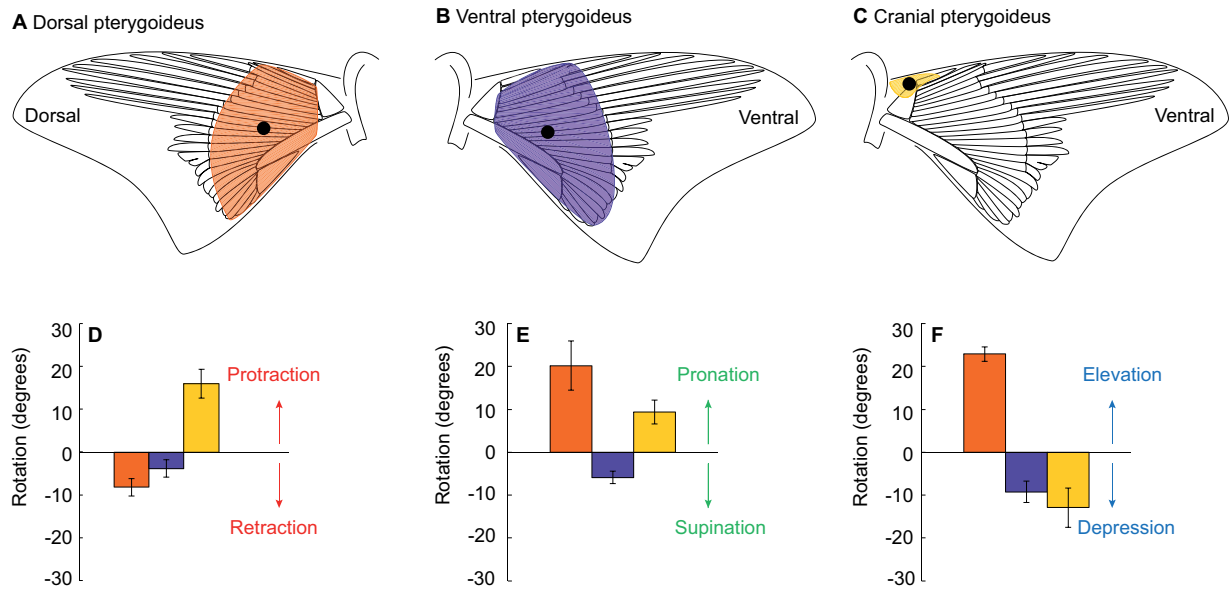 A Dorsal pterygoideus
B Ventral pterygoideus
C Cranial pterygoideus
Dorsal
Ventral
Ventral
D
Rotation (degrees)
30
20
10
0
-10
-20
-30
Protraction
Retraction
E
Rotation (degrees)
30
20
10
0
-10
-20
-30
Pronation
Supination
F
Rotation (degrees)
30
20
10
0
-10
-20
-30
Elevation
Depression